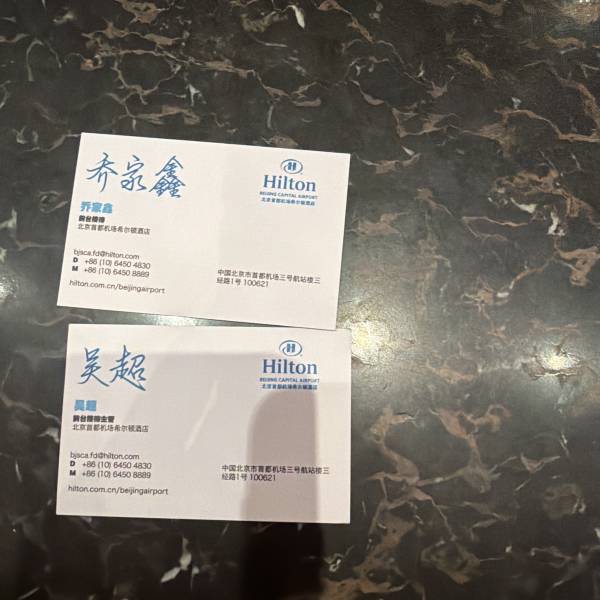 乔家鑫
Hilton
BEIJING CAPITAL AIRPORT
北京首都机场希尔顿酒店
乔家鑫
前台接待
北京首都机场希尔顿酒店
bjsca.fd@hilton.com
D +86 (10) 6450 4830
M +86 (10) 6450 8889
hilton.com.cn/beijingairport
中国北京市首都机场三号航站楼三
经路1号 100621
吴超
Hilton
BEIJING CAPITAL AIRPORT
北京首都机场希尔顿酒店
吴超
前台接待主管
北京首都机场希尔顿酒店
bjsca.fd@hilton.com
D +86 (10) 6450 4830
M +86 (10) 6450 8889
hilton.com.cn/beijingairport
中国北京市首都机场三号航站楼三
经路1号 100621